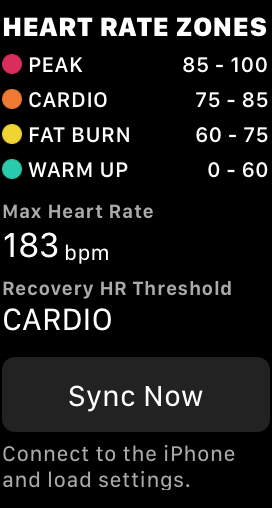 HEART RATE ZONES
PEAK 85 - 100
CARDIO 75 - 85
FAT BURN 60 - 75
WARM UP 0 - 60
Max Heart Rate
183 bpm
Recovery HR Threshold
CARDIO
Sync Now
Connect to the iPhone
and load settings.